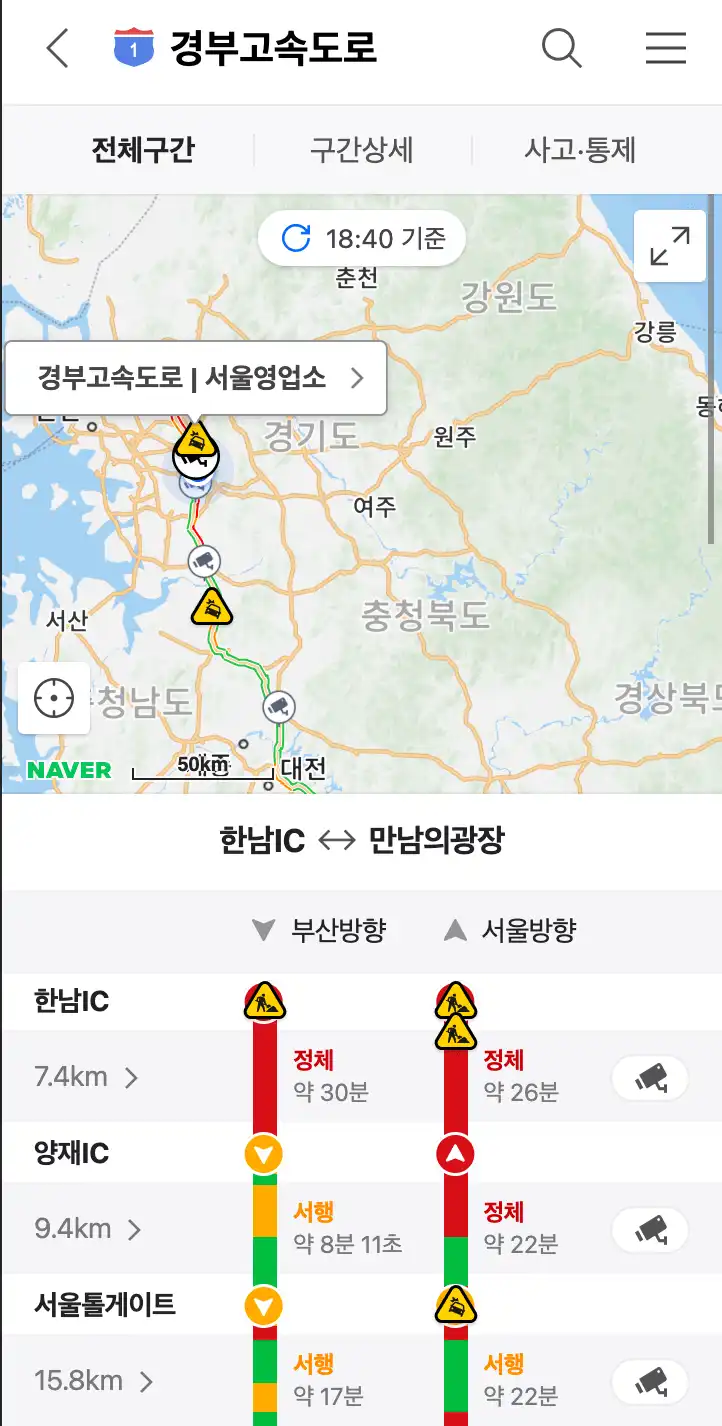 1 경부고속도로
전체구간 구간상세 사고·통제
18:40 기준
춘천
강원도
강릉
경부고속도로 | 서울영업소
경기도
원주
여주
서산
충청북도
청남도
경상북도
NAVER
50km
대전
한남IC ↔ 만남의광장
부산방향 서울방향
한남IC
7.4km 정체 정체
약 30분 약 26분
양재IC
9.4km 서행 정체
약 8분 11초 약 22분
서울톨게이트
15.8km 서행 서행
약 17분 약 22분